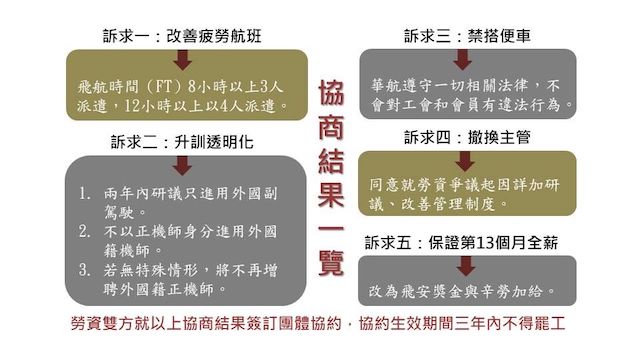 訴求一：改善疲勞航班
飛航時間（FT）8小時以上3人
派遣，12小時以上以4人派遣。
訴求二：升訓透明化
1. 兩年內研議只進用外國副
駕駛。
2. 不以正機師身分進用外國
籍機師。
3. 若無特殊情形，將不再增
聘外國籍正機師。
協商結果一覽
訴求三：禁搭便車
華航遵守一切相關法律，不
會對工會和會員有違法行為。
訴求四：撤換主管
同意就勞資爭議起因詳加研
議、改善管理制度。
訴求五：保證第13個月全薪
改為飛安獎金與辛勞加給。
勞資雙方就以上協商結果簽訂團體協約，協約生效期間三年內不得罷工